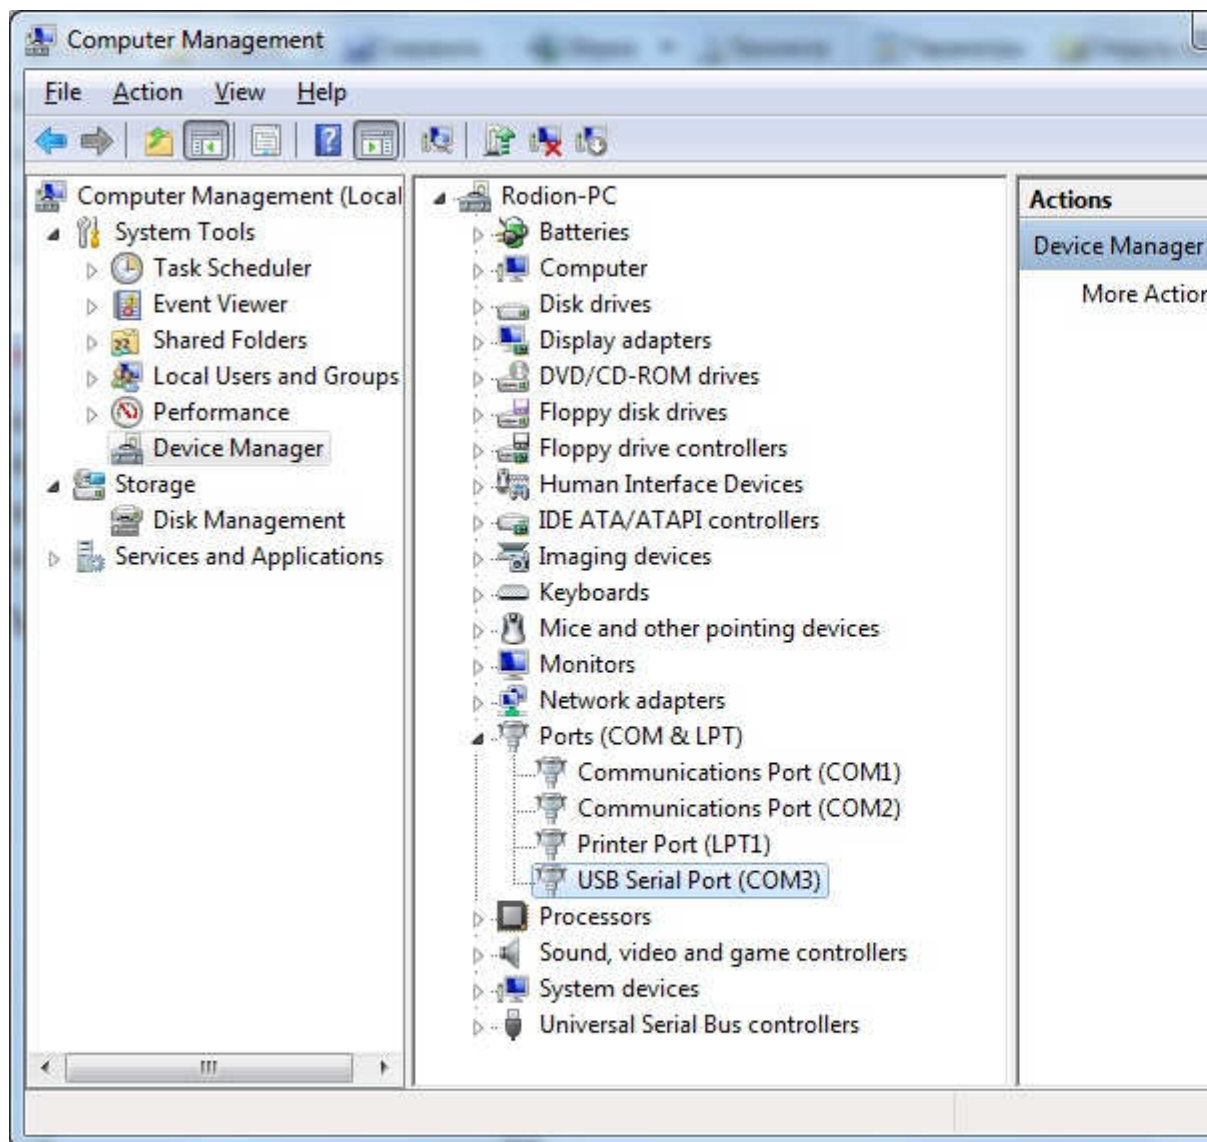 Computer Management
File Action View Help
Computer Management (Local
System Tools
Task Scheduler
Event Viewer
Shared Folders
Local Users and Groups
Performance
Device Manager
Storage
Disk Management
Services and Applications
Rodion-PC
Batteries
Computer
Disk drives
Display adapters
DVD/CD-ROM drives
Floppy disk drives
Floppy drive controllers
Human Interface Devices
IDE ATA/ATAPI controllers
Imaging devices
Keyboards
Mice and other pointing devices
Monitors
Network adapters
Ports (COM & LPT)
Communications Port (COM1)
Communications Port (COM2)
Printer Port (LPT1)
USB Serial Port (COM3)
Processors
Sound, video and game controllers
System devices
Universal Serial Bus controllers
Actions
Device Manager
More Action